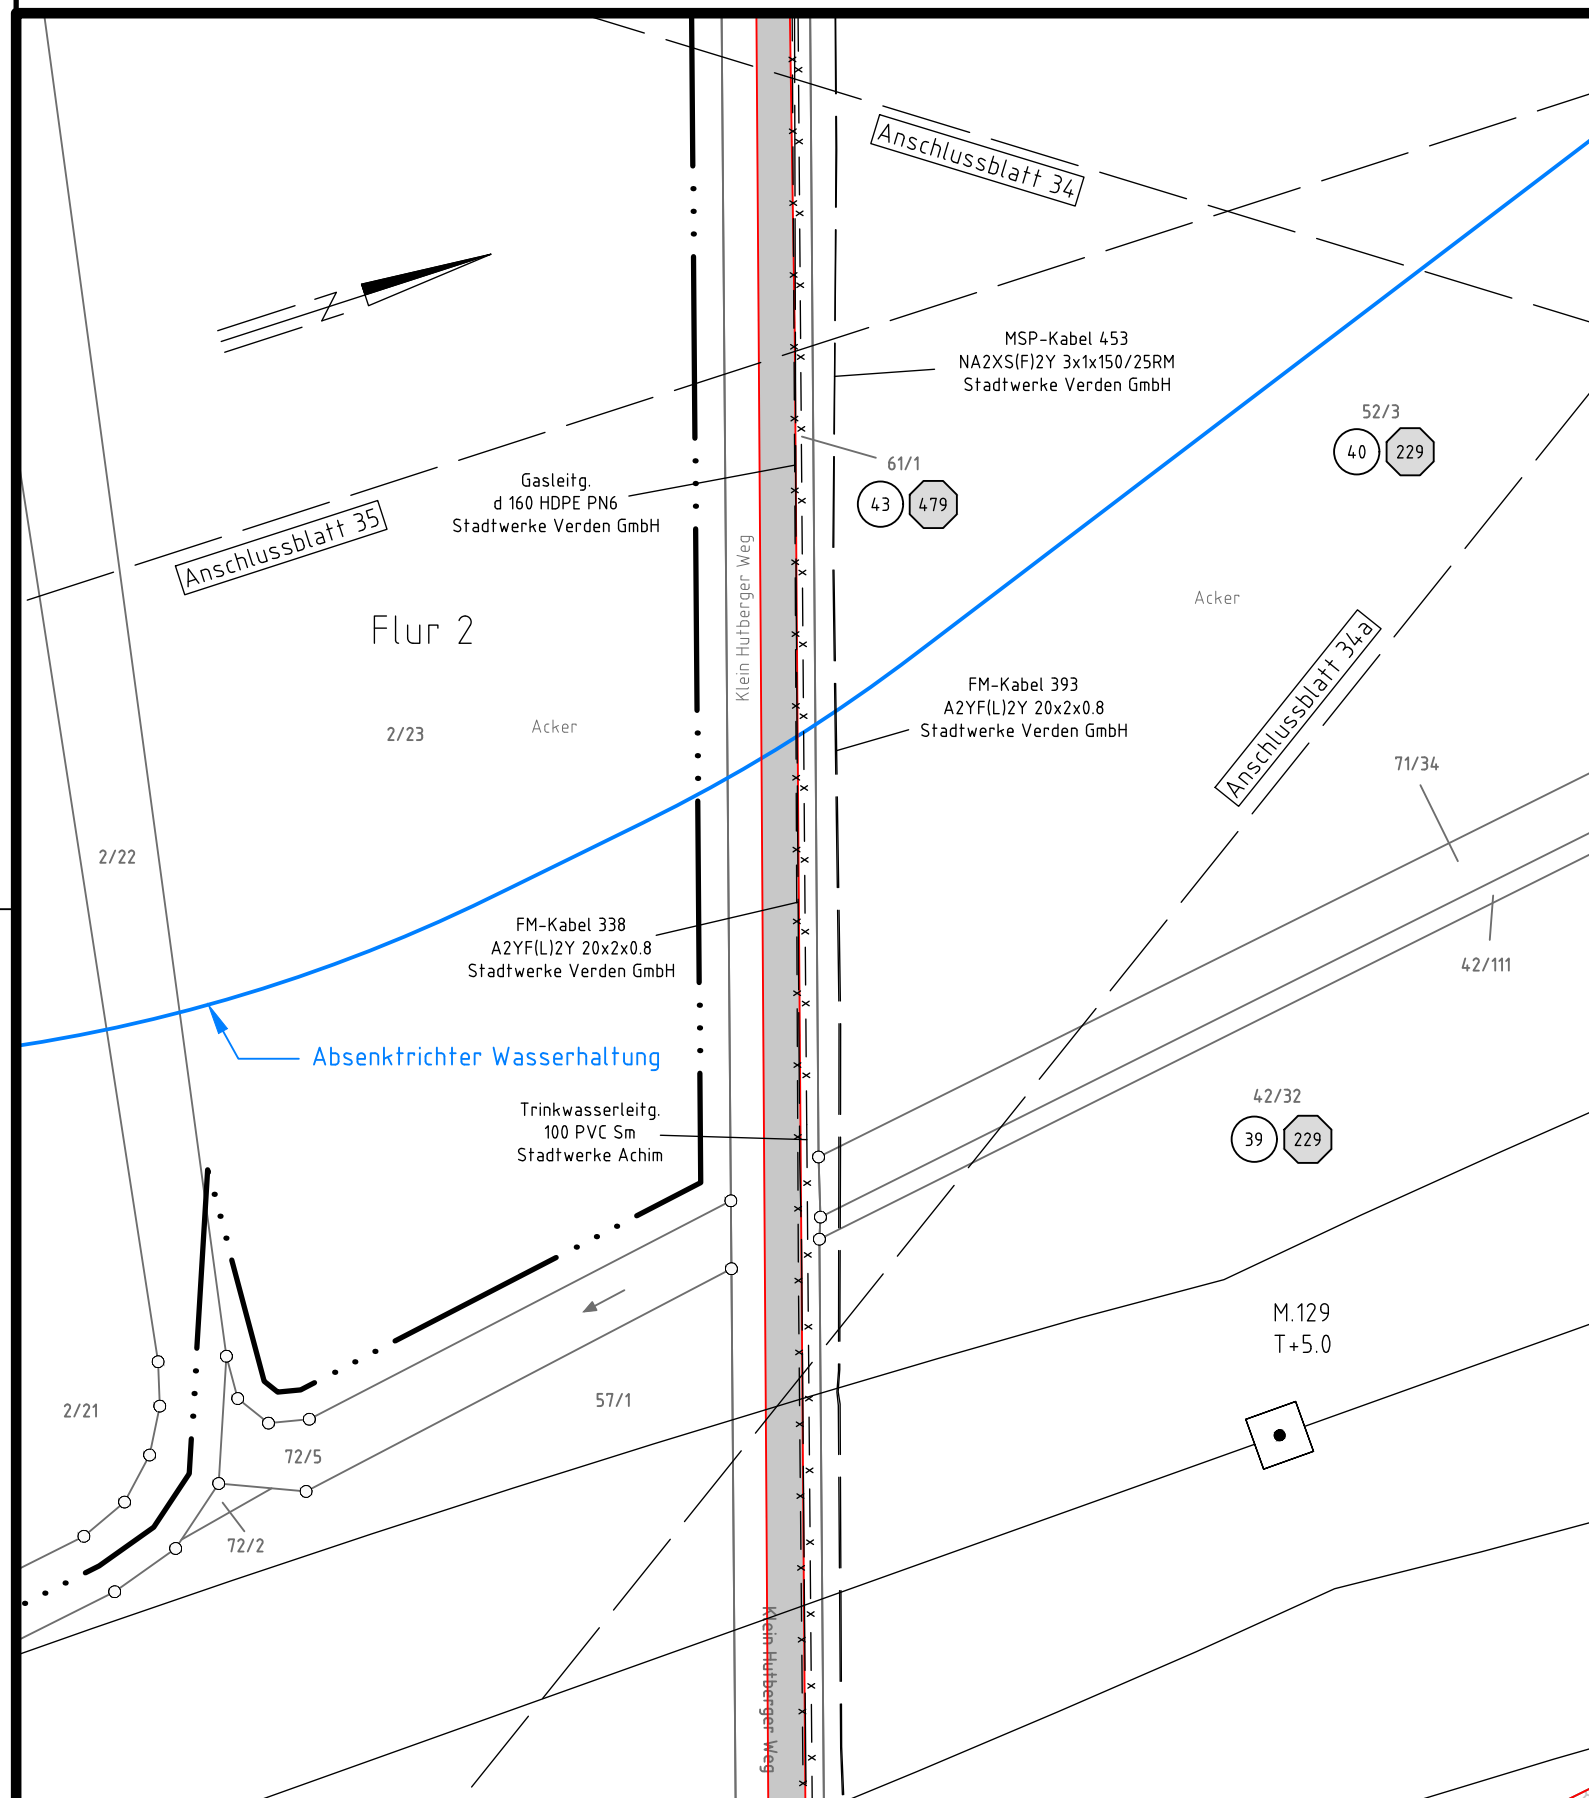 Anschlussblatt 34
N
MSP-Kabel 453
NA2XS(F)2Y 3x1x150/25RM
Stadtwerke Verden GmbH
52/3
40
229
61/1
43
479
Gasleitg.
d 160 HDPE PN6
Stadtwerke Verden GmbH
Anschlussblatt 35
Klein Hutberger Weg
Flur 2
Acker
Anschlussblatt 34a
FM-Kabel 393
A2YF(L)2Y 20x2x0.8
Stadtwerke Verden GmbH
2/23
Acker
71/34
2/22
FM-Kabel 338
A2YF(L)2Y 20x2x0.8
Stadtwerke Verden GmbH
42/111
Absenktrichter Wasserhaltung
Trinkwasserleitg.
100 PVC Sm
Stadtwerke Achim
42/32
39
229
M.129
T+5.0
2/21
57/1
72/5
72/2
Klein Hutberger Weg